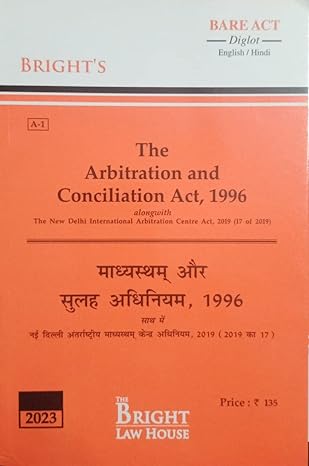 BARE ACT
Diglot
English / Hindi
BRIGHT'S
A-1
The
Arbitration and
Conciliation Act, 1996
alongwith
The New Delhi International Arbitration Centre Act, 2019 (17 of 2019)
माध्यस्थम् और
सुलह अधिनियम, 1996
साथ में
नई दिल्ली अंतर्राष्ट्रीय माध्यस्थम केन्द्र अधिनियम, 2019 (2019 का 17)
2023
THE
BRIGHT
LAW HOUSE
Price : ₹ 135